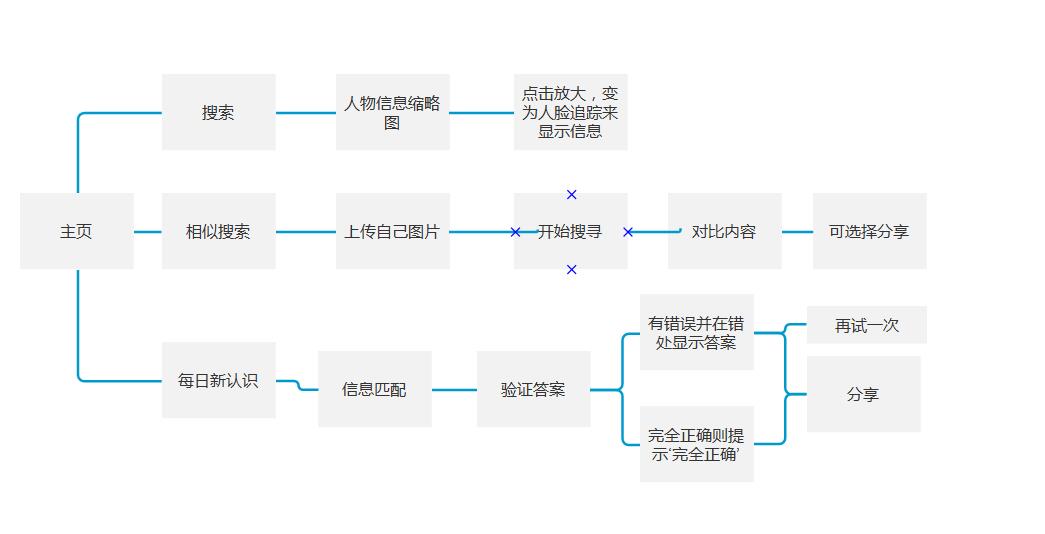 搜索
人物信息缩略
图
点击放大，变
为人脸追踪来
显示信息
主页
相似搜索
上传自己图片
开始搜寻
对比内容
可选择分享
每日新认识
信息匹配
验证答案
有错误并在错
处显示答案
再试一次
分享
完全正确则提
示‘完全正确’